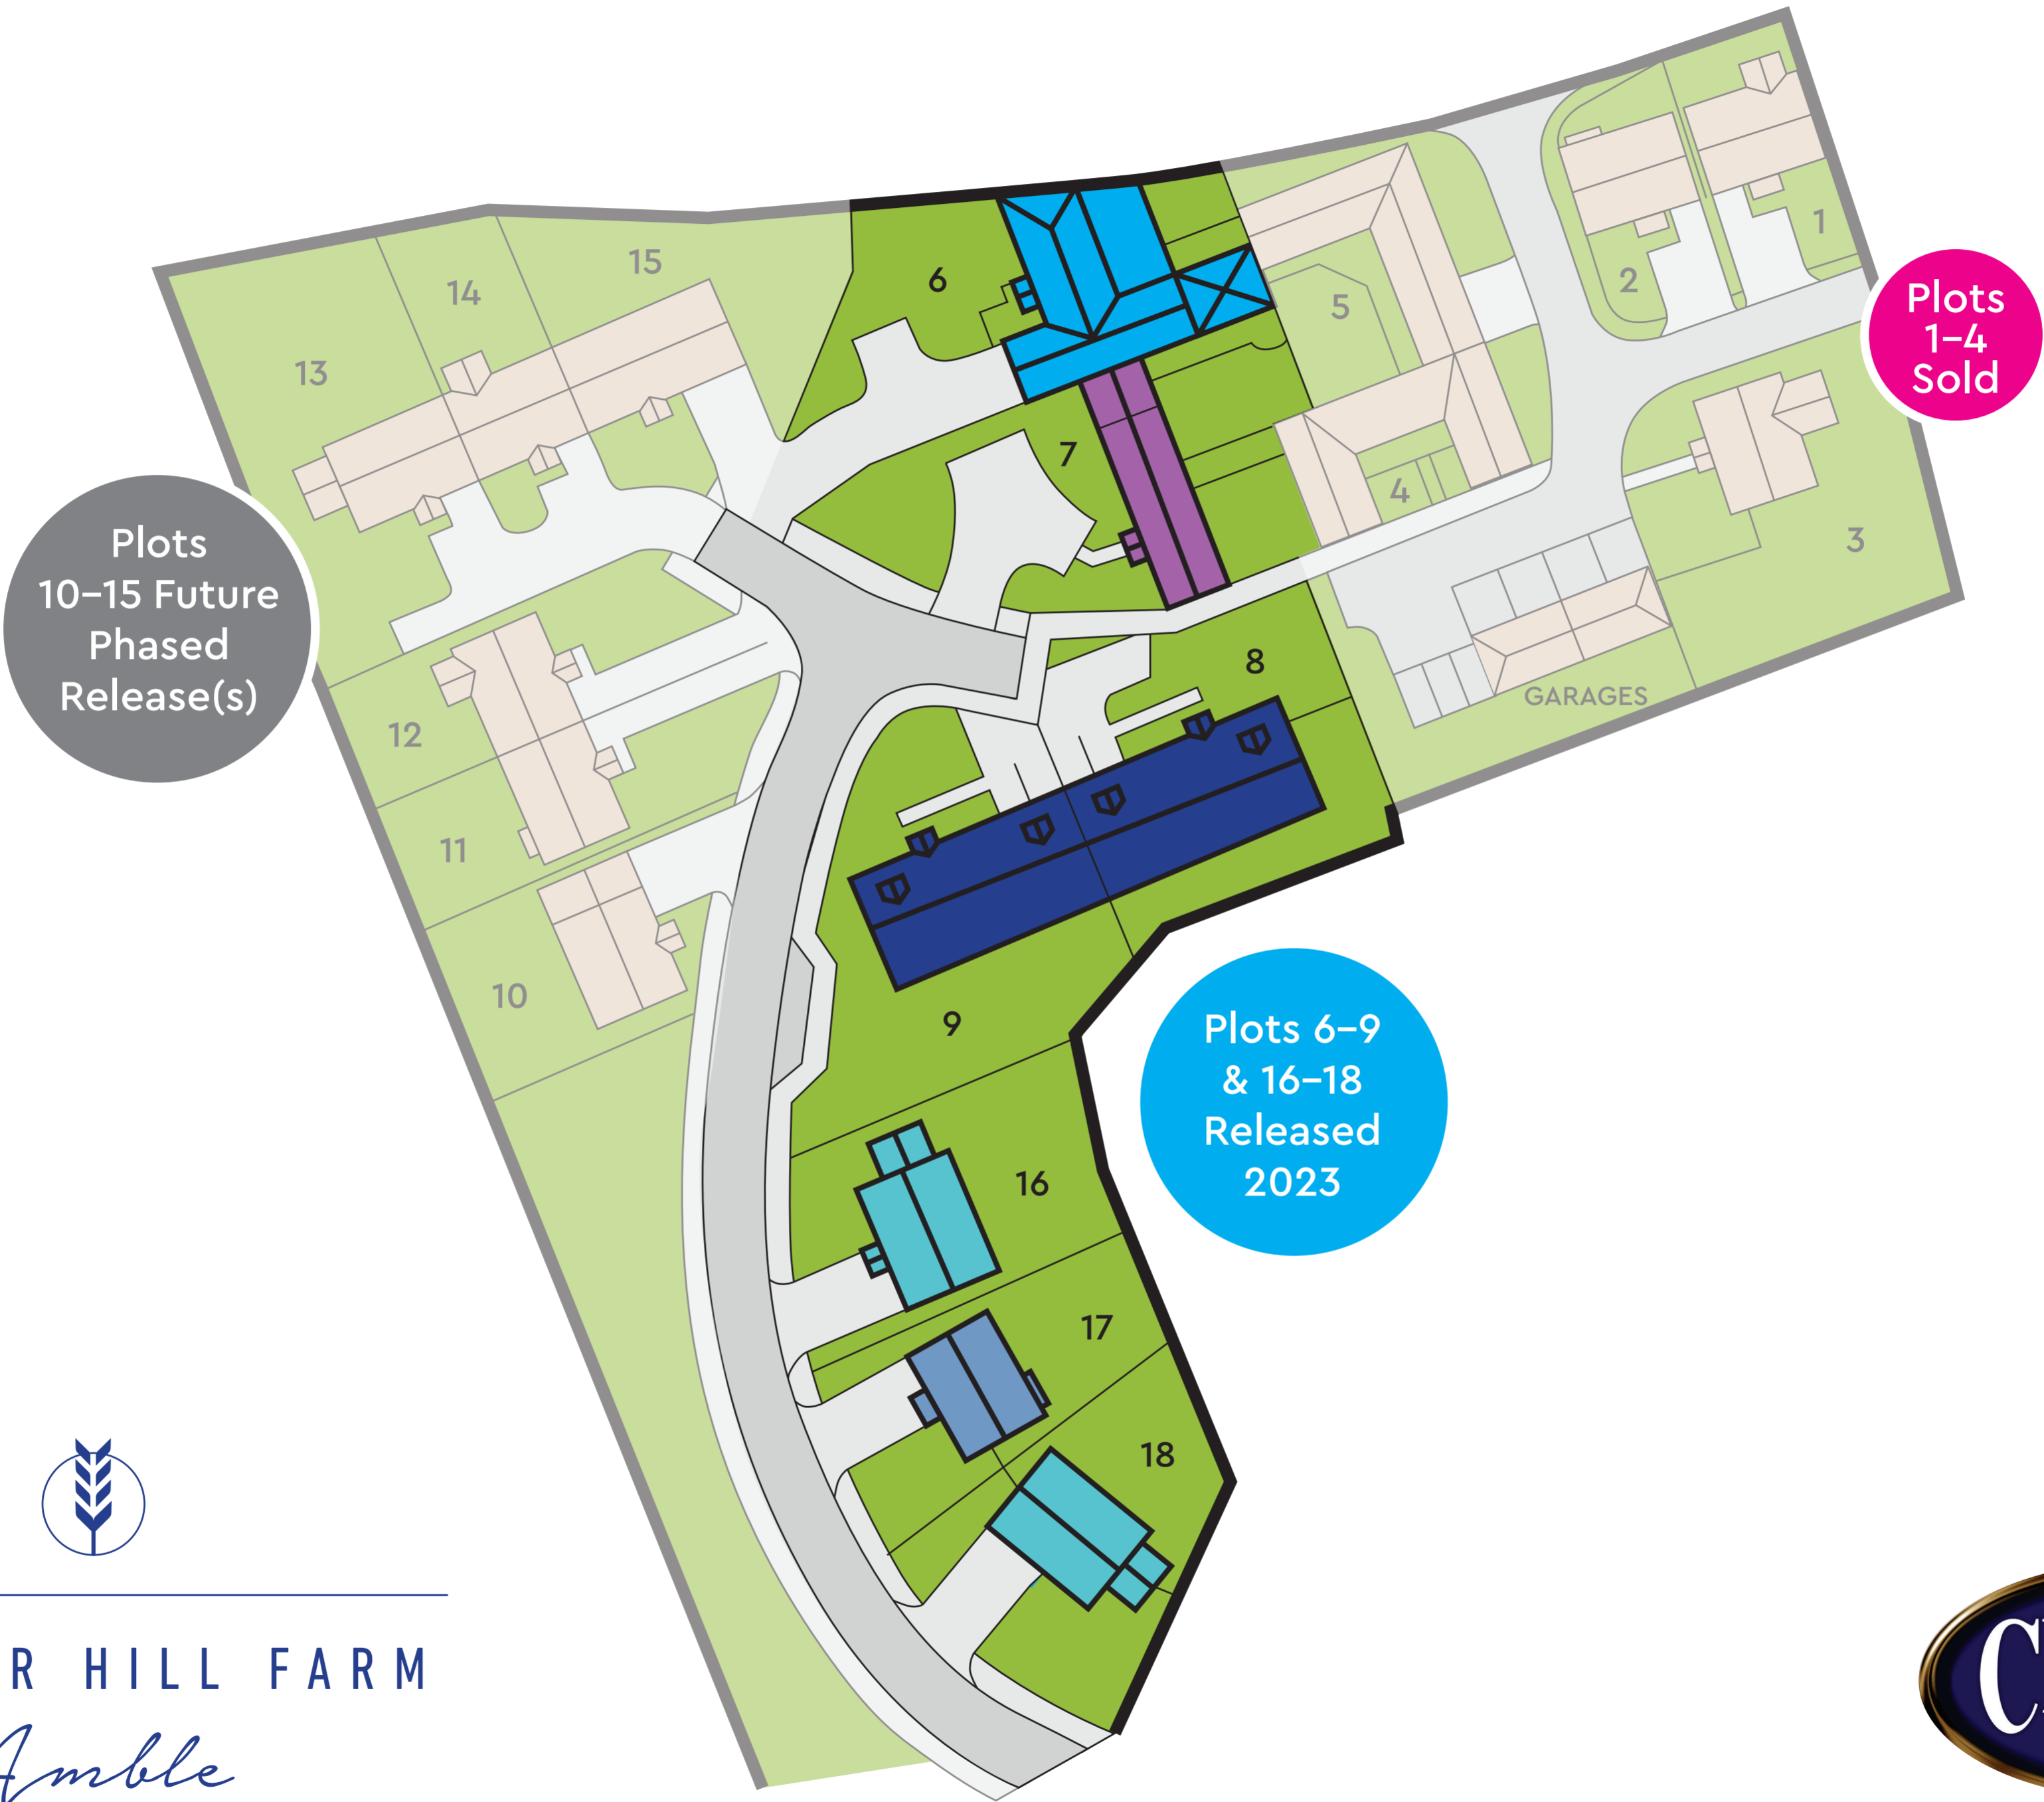 1
Plots
1–4
Sold
2
15
6
14
5
13
7
4
3
Plots
10–15 Future
Phased
Release(s)
8
GARAGES
12
11
10
9
Plots 6–9
& 16–18
Released
2023
16
17
18
R HILL FARM
Amble
C